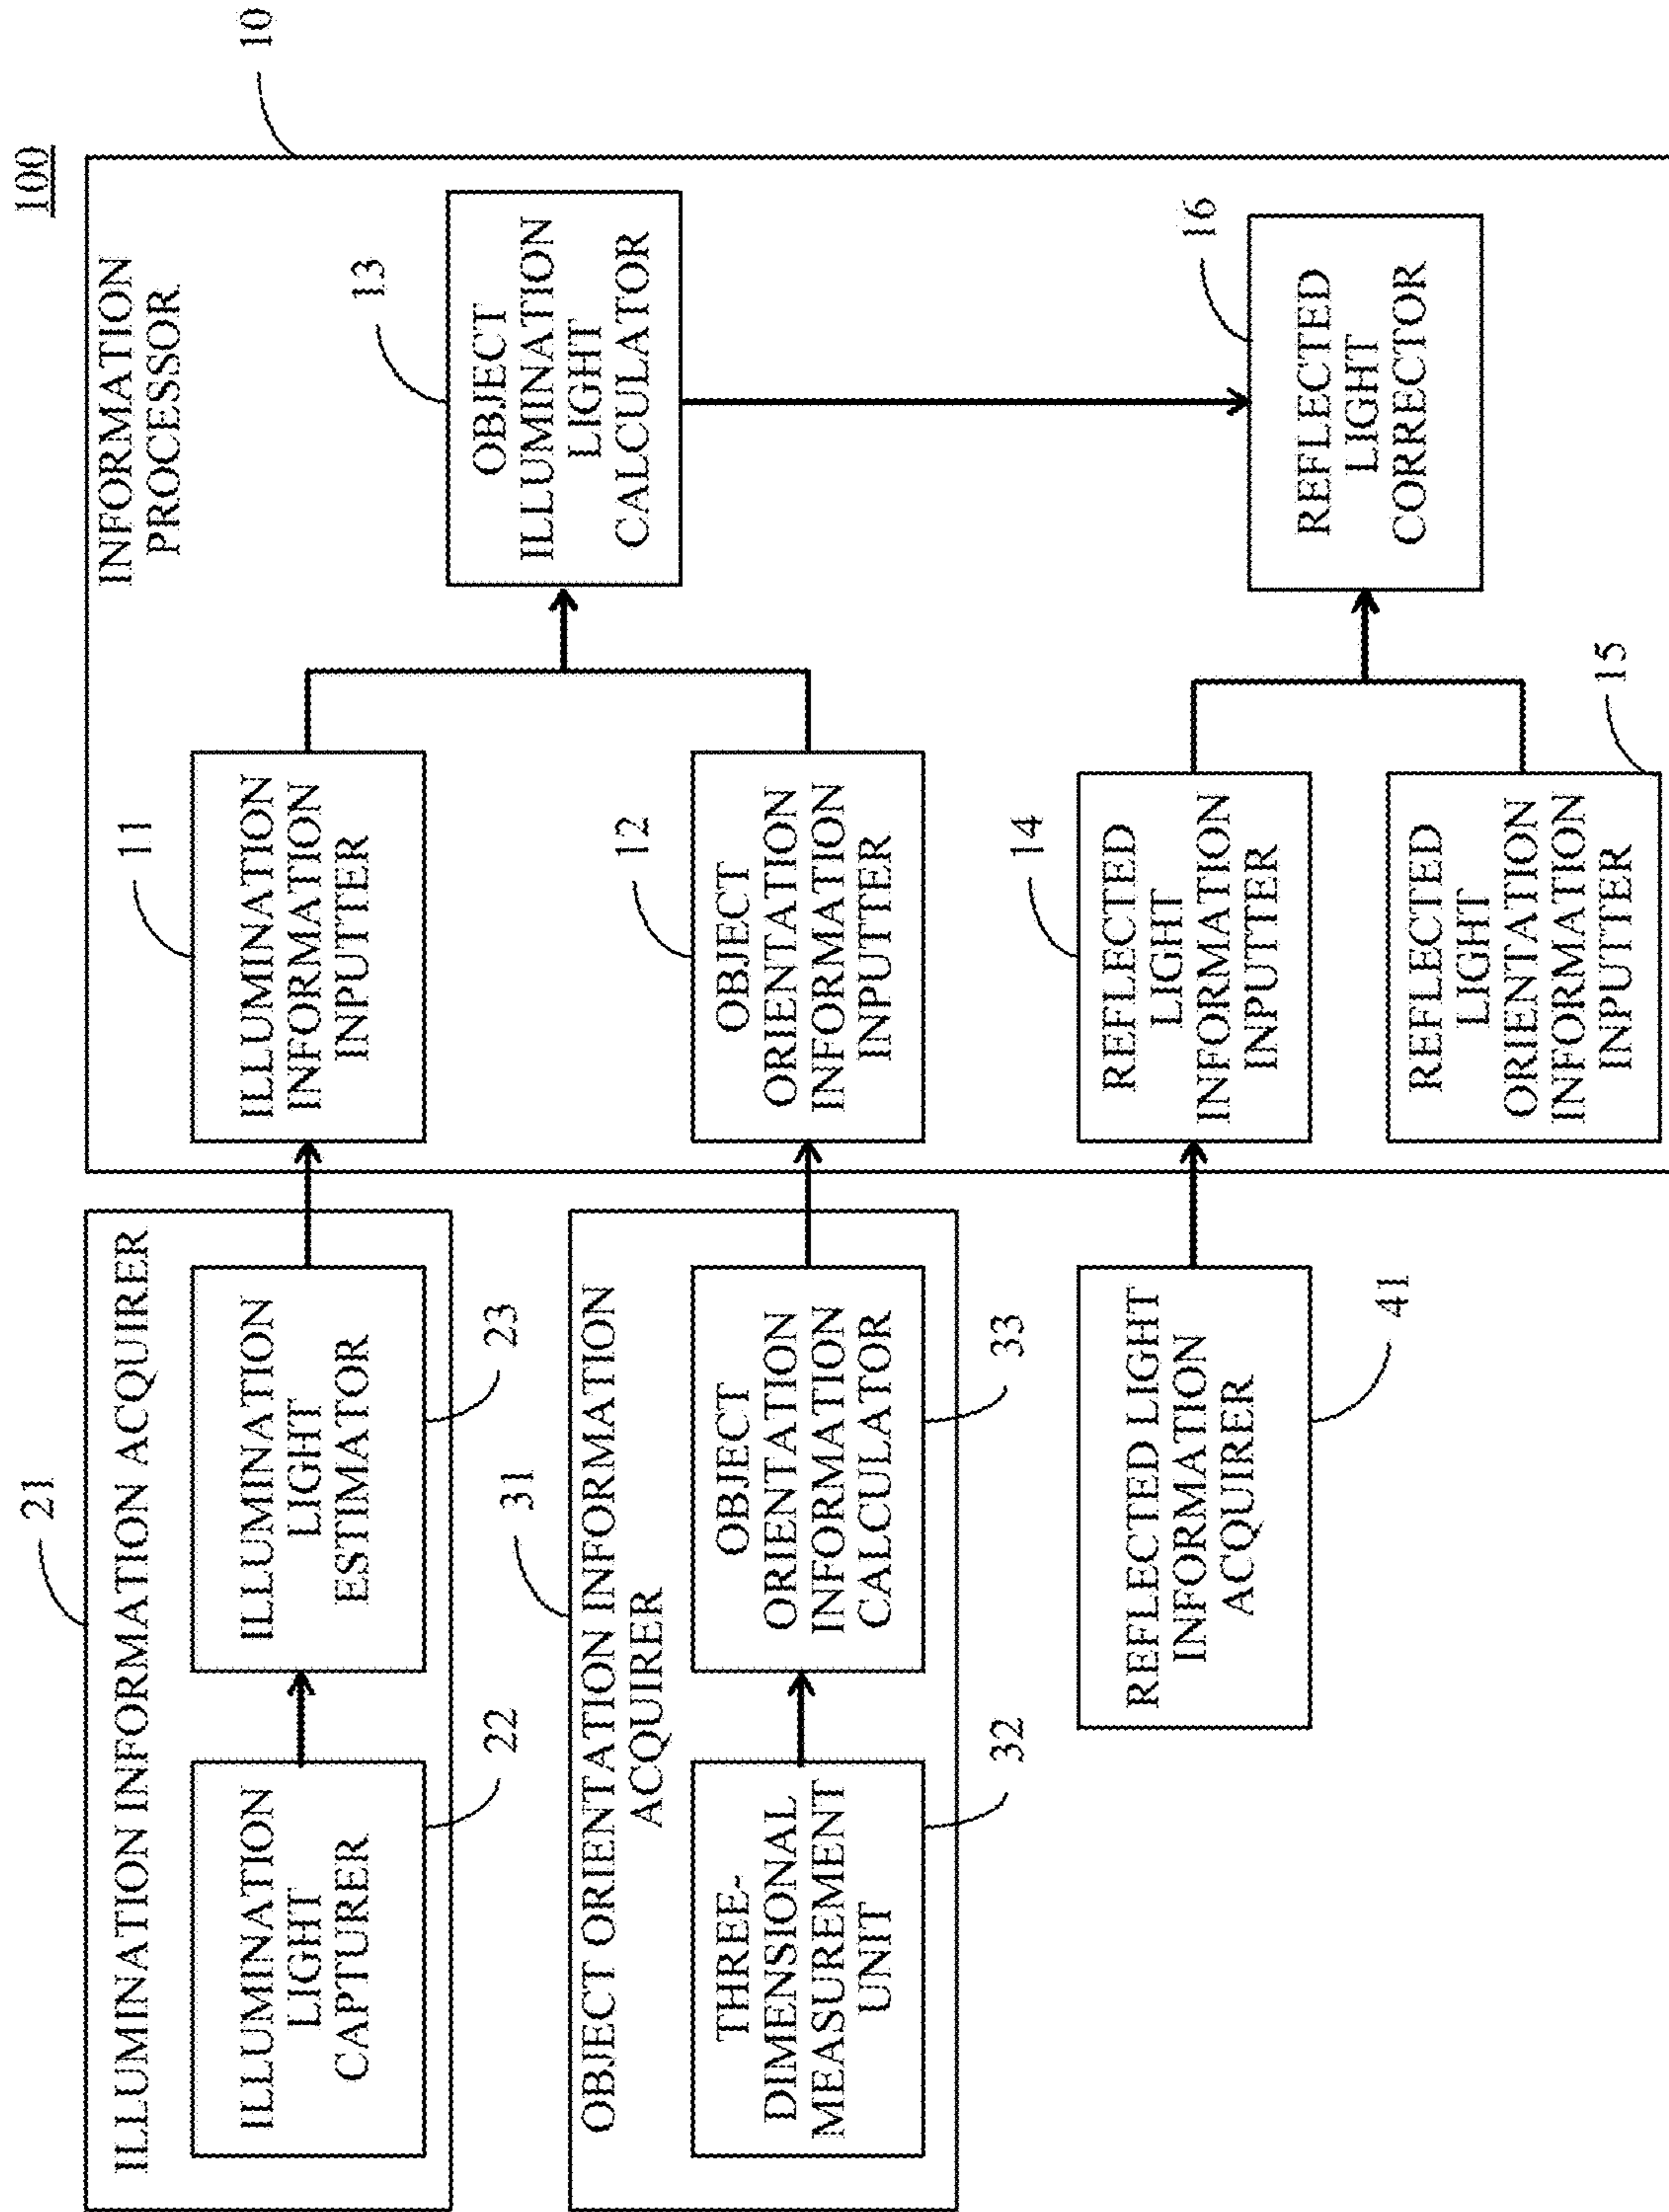 100
10
21
ILLUMINATION INFORMATION ACQUIRER
ILLUMINATION
LIGHT
CAPTURER
22
ILLUMINATION
LIGHT
ESTIMATOR
23
31
OBJECT ORIENTATION INFORMATION
ACQUIRER
THREE-
DIMENSIONAL
MEASUREMENT
UNIT
32
OBJECT
ORIENTATION
INFORMATION
CALCULATOR
33
REFLECTED LIGHT
INFORMATION
ACQUIRER
41
INFORMATION
PROCESSOR
11
ILLUMINATION
INFORMATION
INPUTTER
12
OBJECT
ORIENTATION
INFORMATION
INPUTTER
13
OBJECT
ILLUMINATION
LIGHT
CALCULATOR
14
REFLECTED
LIGHT
INFORMATION
INPUTTER
15
REFLECTED
LIGHT
ORIENTATION
INFORMATION
INPUTTER
16
REFLECTED
LIGHT
CORRECTOR